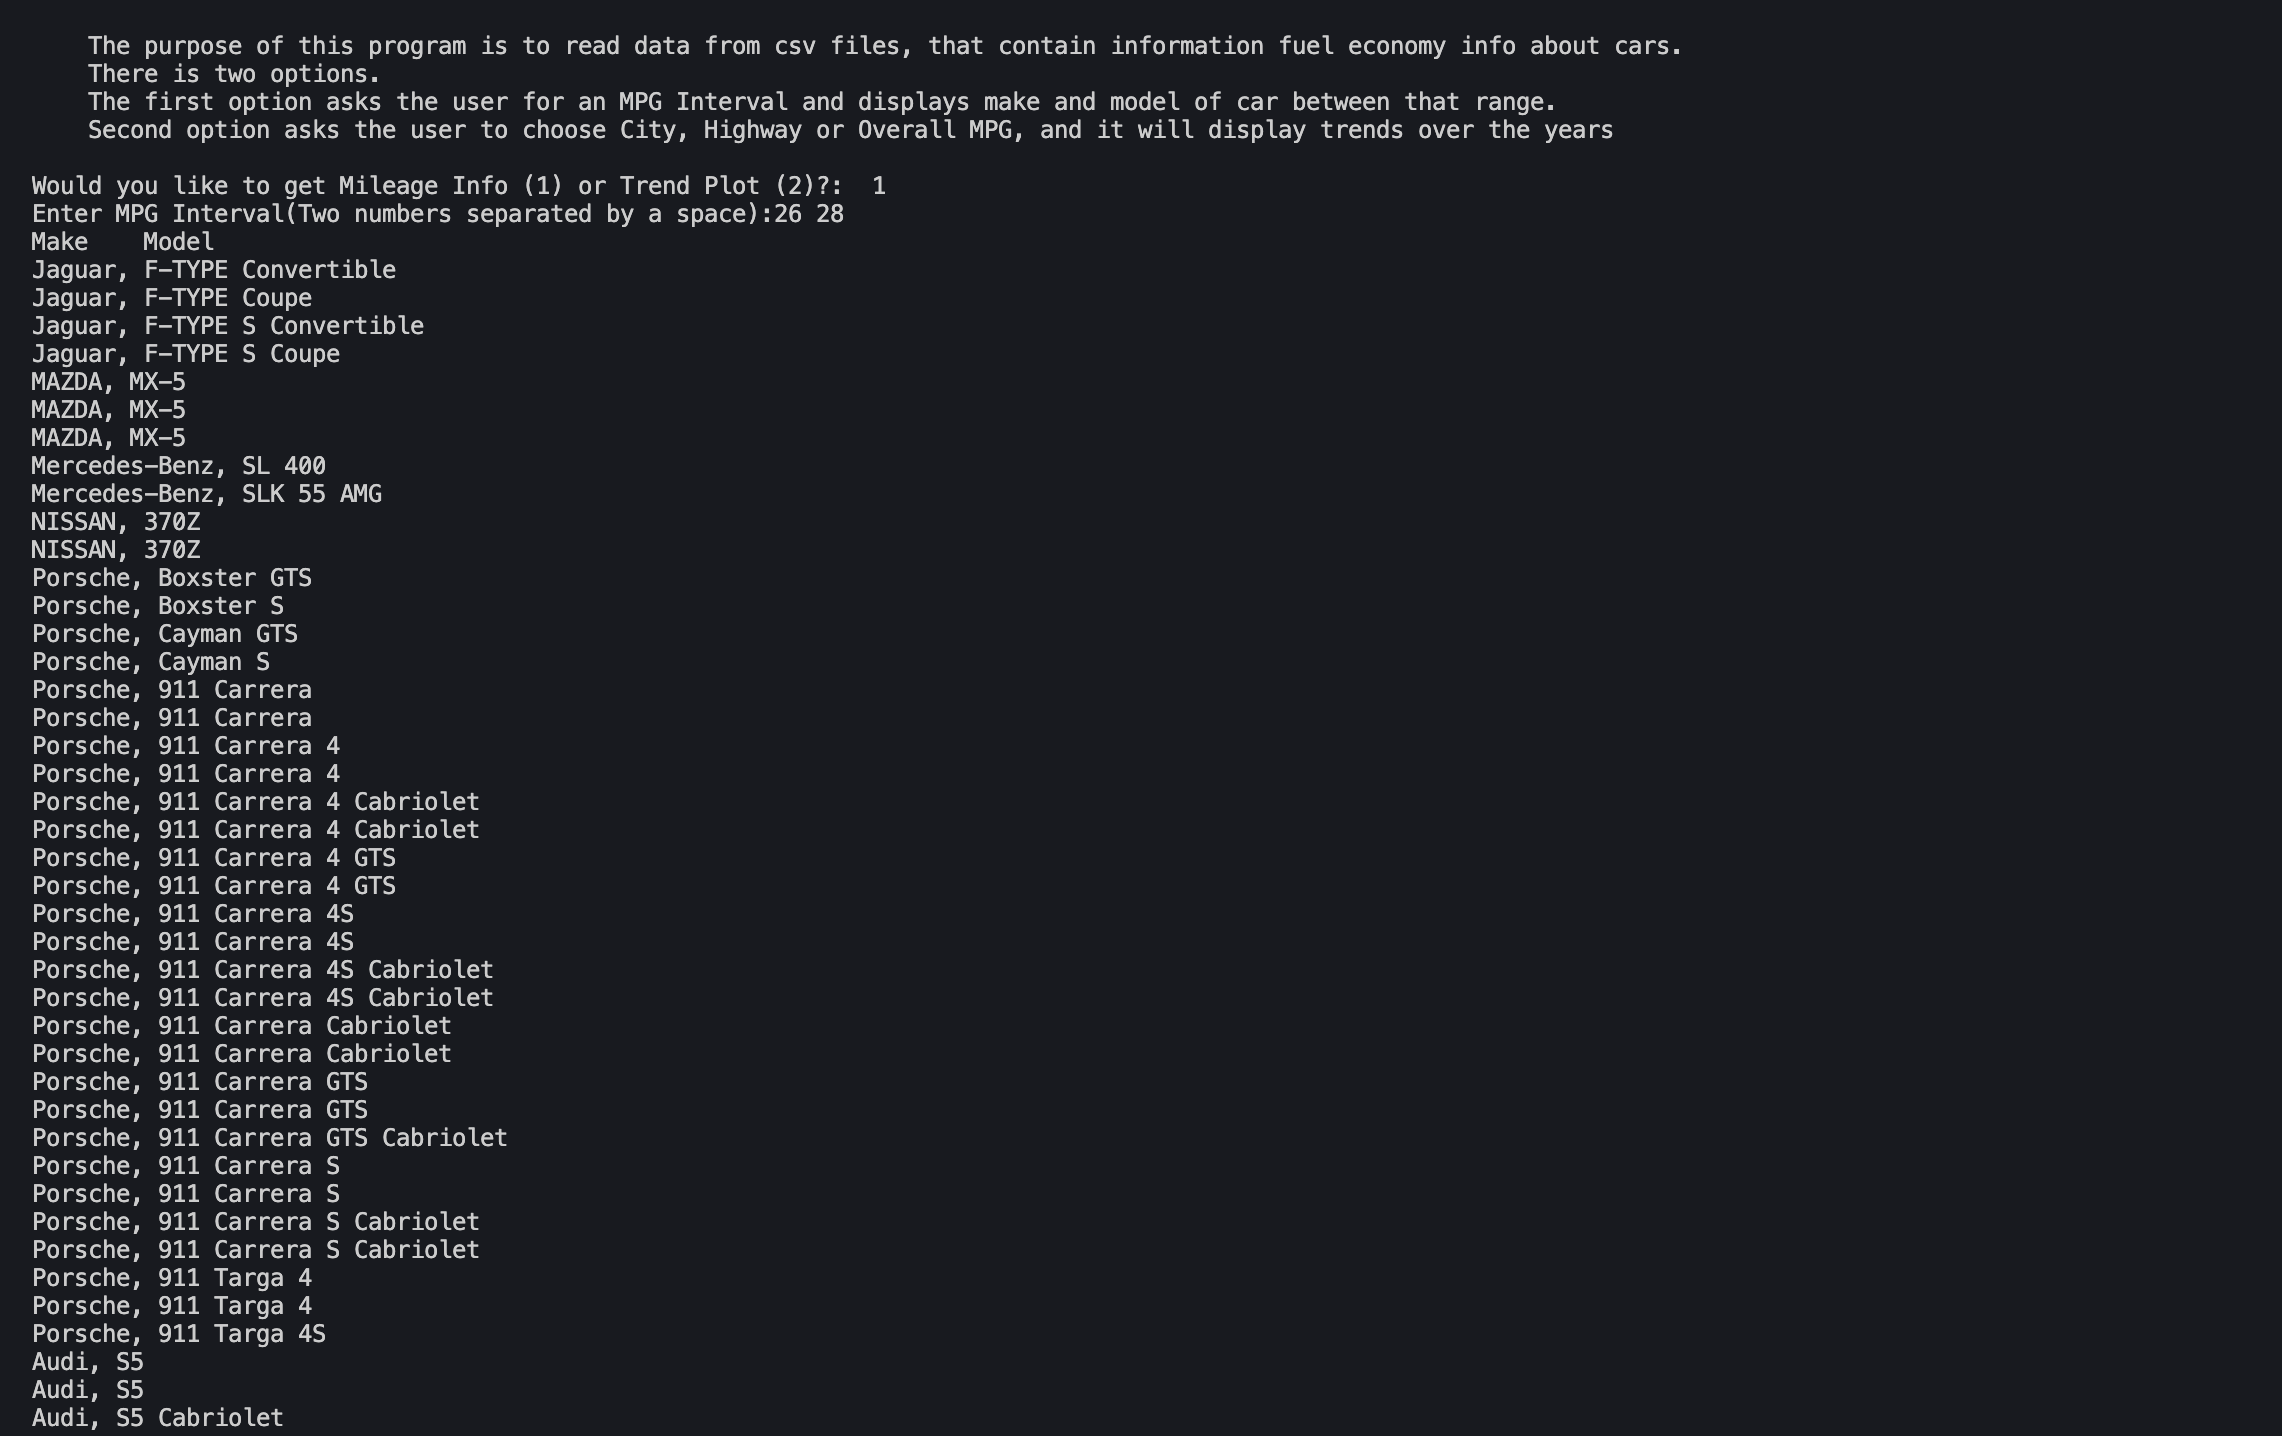 The purpose of this program is to read data from csv files, that contain information fuel economy info about cars.
There is two options.
The first option asks the user for an MPG Interval and displays make and model of car between that range.
Second option asks the user to choose City, Highway or Overall MPG, and it will display trends over the years
Would you like to get Mileage Info (1) or Trend Plot (2)?:  1
Enter MPG Interval(Two numbers separated by a space):26 28
Make    Model
Jaguar, F-TYPE Convertible
Jaguar, F-TYPE Coupe
Jaguar, F-TYPE S Convertible
Jaguar, F-TYPE S Coupe
MAZDA, MX-5
MAZDA, MX-5
MAZDA, MX-5
Mercedes-Benz, SL 400
Mercedes-Benz, SLK 55 AMG
NISSAN, 370Z
NISSAN, 370Z
Porsche, Boxster GTS
Porsche, Boxster S
Porsche, Cayman GTS
Porsche, Cayman S
Porsche, 911 Carrera
Porsche, 911 Carrera
Porsche, 911 Carrera 4
Porsche, 911 Carrera 4
Porsche, 911 Carrera 4 Cabriolet
Porsche, 911 Carrera 4 Cabriolet
Porsche, 911 Carrera 4 GTS
Porsche, 911 Carrera 4 GTS
Porsche, 911 Carrera 4S
Porsche, 911 Carrera 4S
Porsche, 911 Carrera 4S Cabriolet
Porsche, 911 Carrera 4S Cabriolet
Porsche, 911 Carrera Cabriolet
Porsche, 911 Carrera Cabriolet
Porsche, 911 Carrera GTS
Porsche, 911 Carrera GTS
Porsche, 911 Carrera GTS Cabriolet
Porsche, 911 Carrera S
Porsche, 911 Carrera S
Porsche, 911 Carrera S Cabriolet
Porsche, 911 Carrera S Cabriolet
Porsche, 911 Targa 4
Porsche, 911 Targa 4
Porsche, 911 Targa 4S
Audi, S5
Audi, S5
Audi, S5 Cabriolet